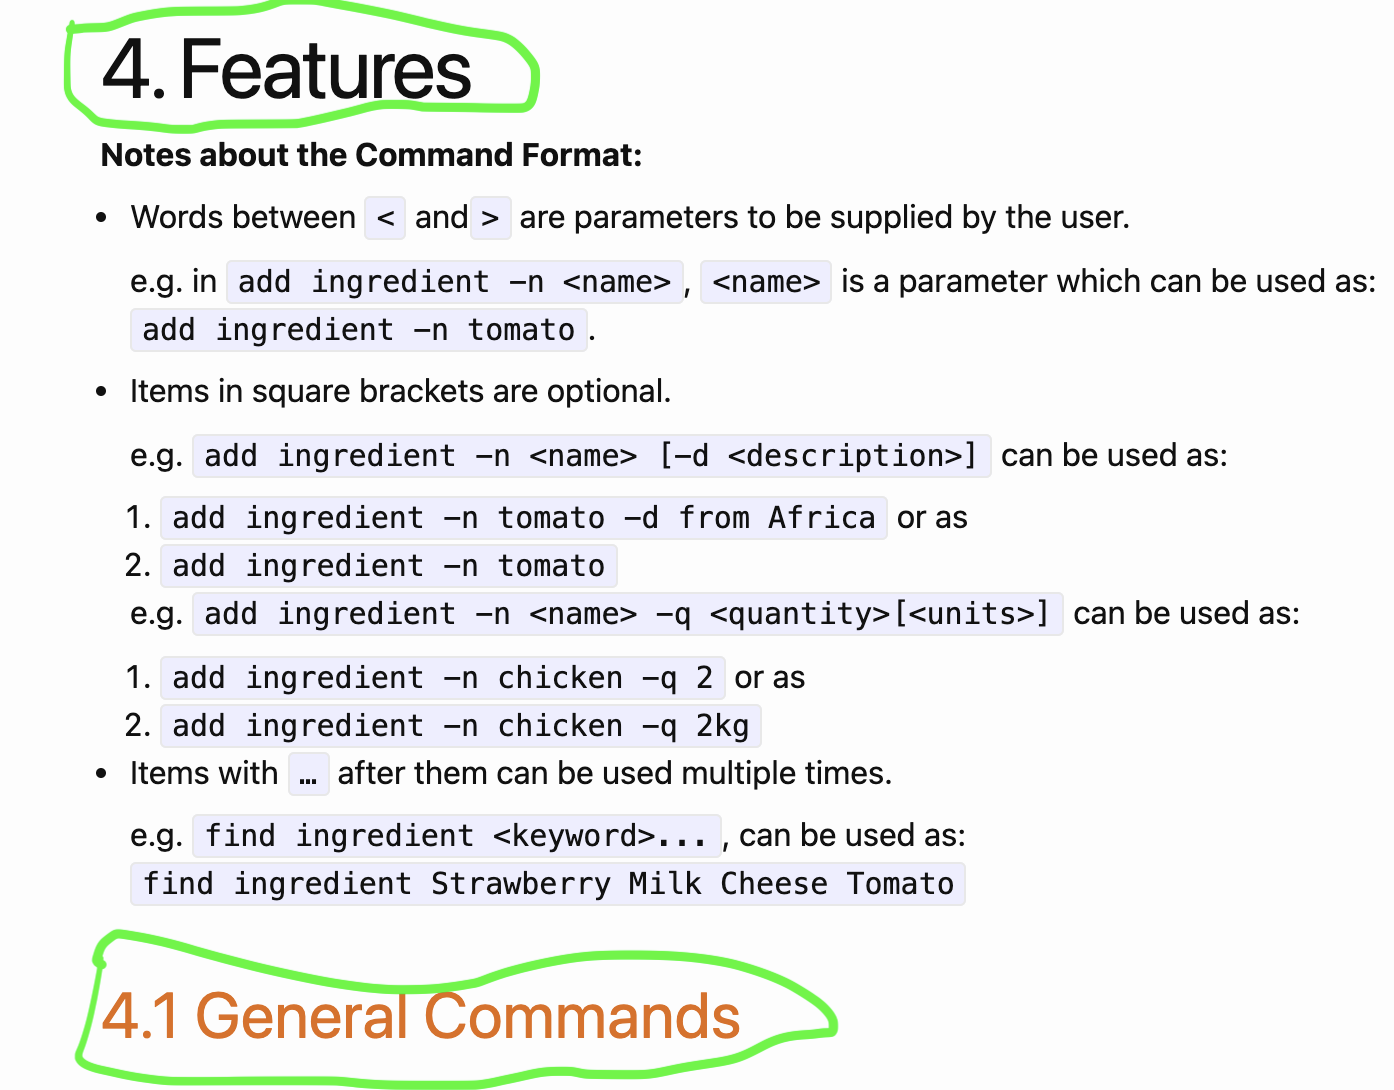 4. Features
Notes about the Command Format:
• Words between < and > are parameters to be supplied by the user.
e.g. in add ingredient -n <name>, <name> is a parameter which can be used as:
add ingredient -n tomato.
• Items in square brackets are optional.
e.g. add ingredient -n <name> [-d <description>] can be used as:
1. add ingredient -n tomato -d from Africa or as
2. add ingredient -n tomato
e.g. add ingredient -n <name> -q <quantity>[<units>] can be used as:
1. add ingredient -n chicken -q 2 or as
2. add ingredient -n chicken -q 2kg
• Items with … after them can be used multiple times.
e.g. find ingredient <keyword>..., can be used as:
find ingredient Strawberry Milk Cheese Tomato
4.1 General Commands